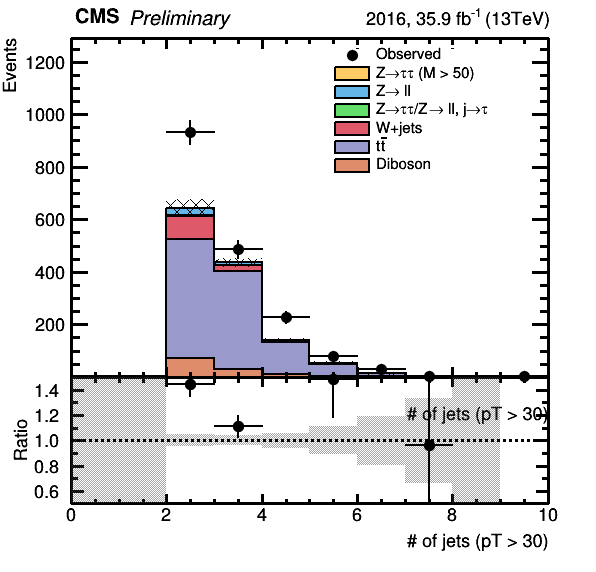 CMS Preliminary 2016, 35.9 fb⁻¹ (13TeV)
Events
1200
1000
800
600
400
200
Observed
Z→ττ (M > 50)
Z→ ll
Z→ττ/Z→ ll, j→τ
W+jets
tt̄
Diboson
# of jets (pT > 30)
Ratio
1.4
1.2
1.0
0.8
0.6
0 2 4 6 8 10
# of jets (pT > 30)